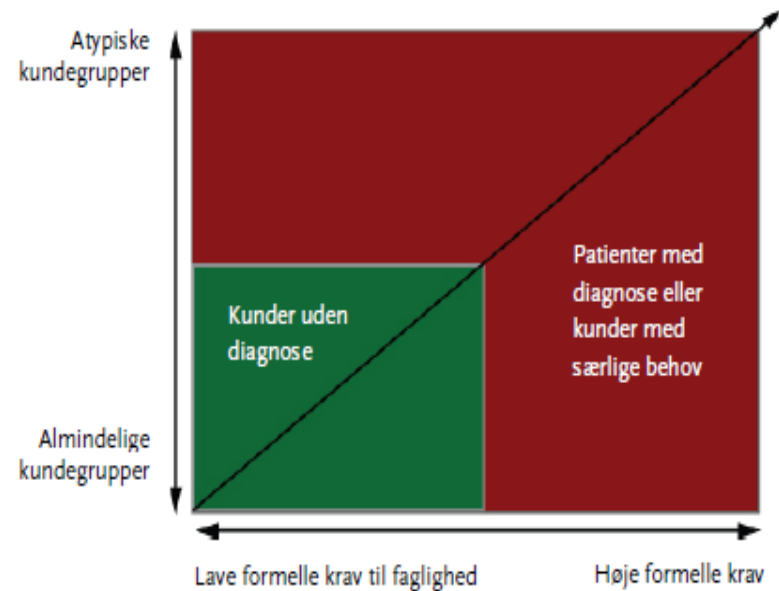 Atypiske
kundegrupper
Patienter med
diagnose eller
kunder med
særlige behov
Kunder uden
diagnose
Almindelige
kundegrupper
Lave formelle krav til faglighed
Høje formelle krav